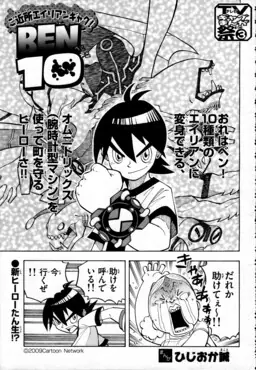 ご近所エイリアンギャグ!
BEN
10
TV
祭
3
おれはベン!
10種類の
エイリアンに
変身できる、
オムニトリックス
(腕時計型マシン)を
使って町を守る
ヒーローさ!!
だれか
助けてぇ〜!!
助けを
呼んで
いる!!
今
行くぜ
!!
●新ヒーローたん生!?
©2009Cartoon Network
ひじおか誠